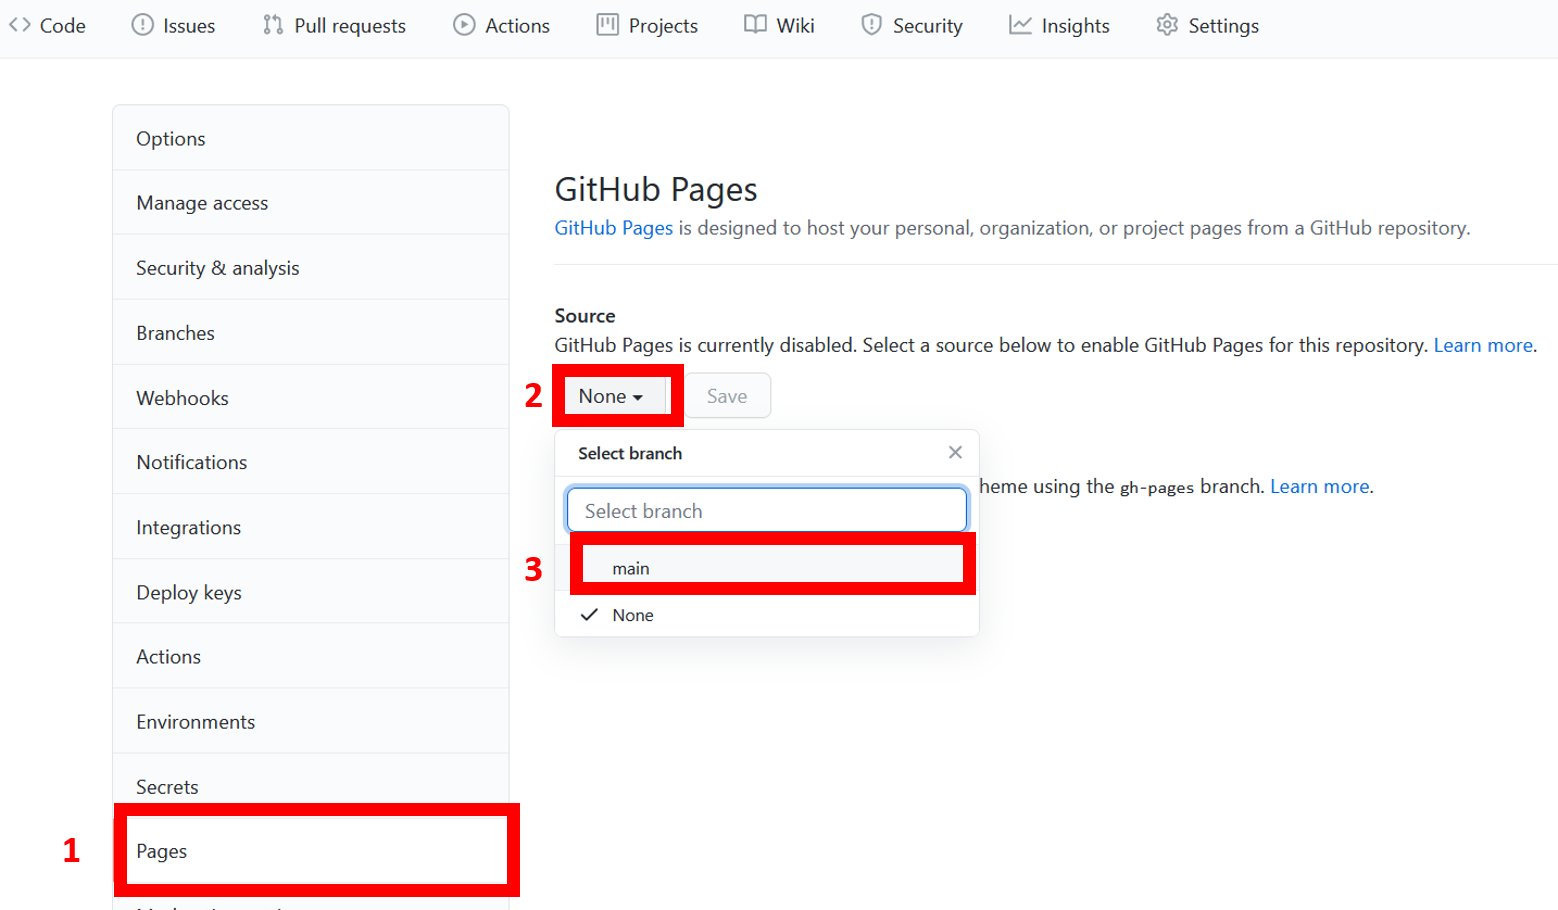 Code Issues Pull requests Actions Projects Wiki Security Insights Settings
Options
Manage access
Security & analysis
Branches
Webhooks
Notifications
Integrations
Deploy keys
Actions
Environments
Secrets
1 Pages
GitHub Pages
GitHub Pages is designed to host your personal, organization, or project pages from a GitHub repository.
Source
GitHub Pages is currently disabled. Select a source below to enable GitHub Pages for this repository. Learn more.
2 None Save
Select branch
heme using the gh-pages branch. Learn more.
Select branch
3 main
None